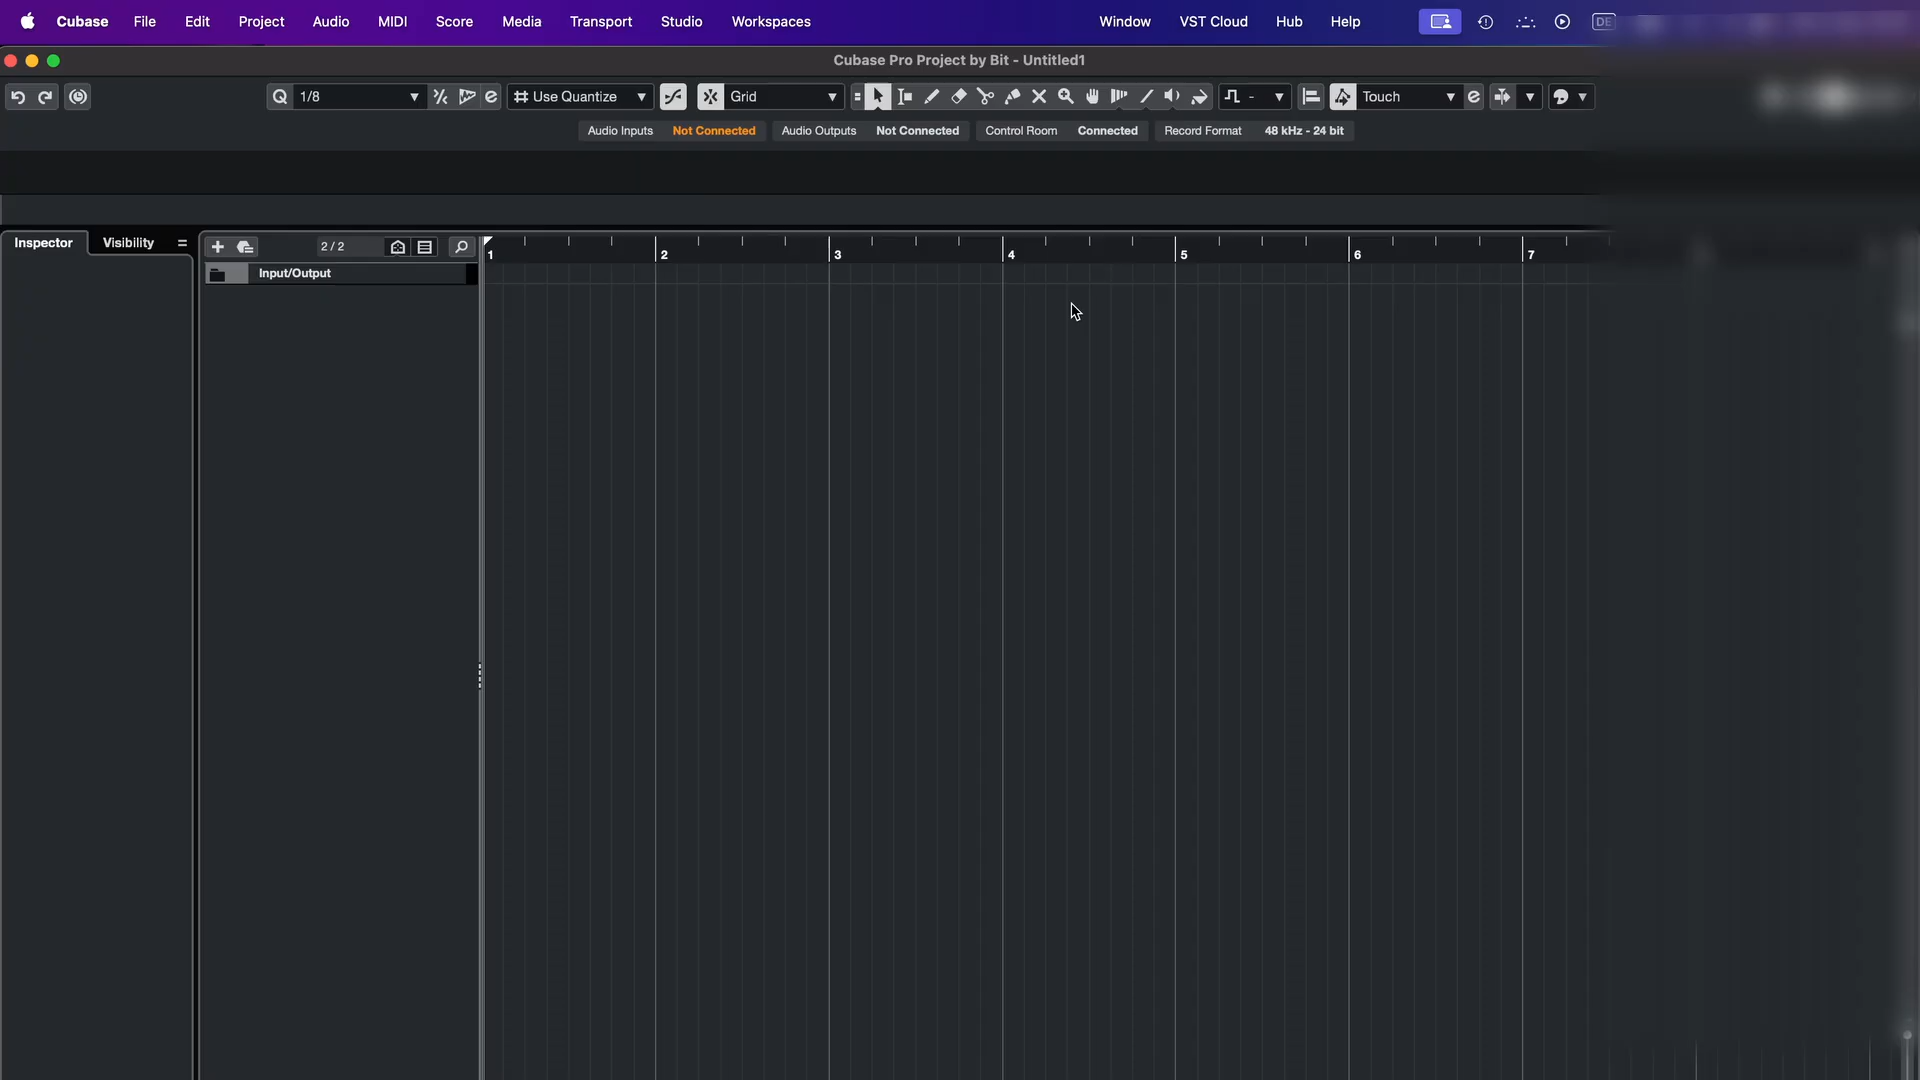 Cubase File Edit Project Audio MIDI Score Media Transport Studio Workspaces Window VST Cloud Hub Help DE
Cubase Pro Project by Bit - Untitled1
Q 1/8 e Use Quantize Grid - Touch e
Audio Inputs Not Connected Audio Outputs Not Connected Control Room Connected Record Format 48 kHz - 24 bit
Inspector Visibility 2 / 2
1 2 3 4 5 6 7
Input/Output